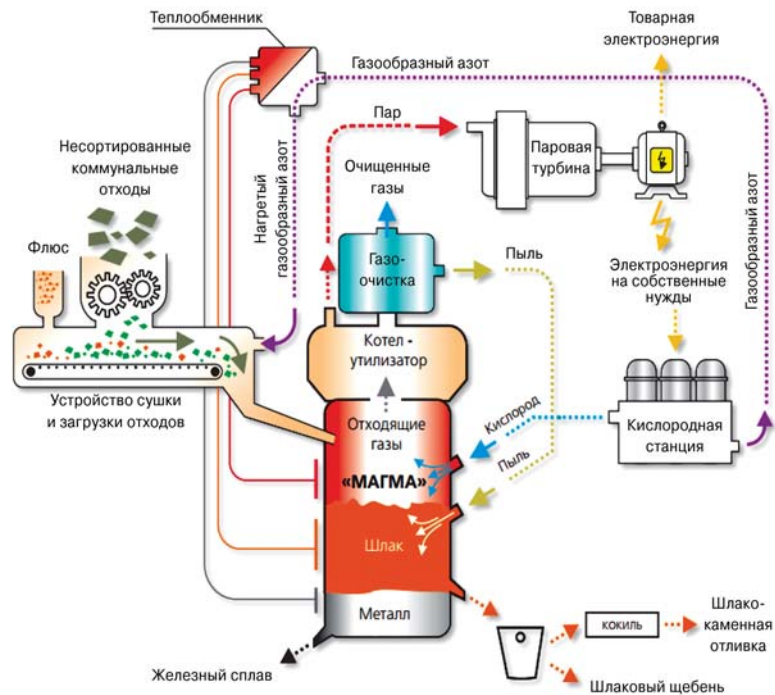 Теплообменник
Товарная
электроэнергия
Газообразный азот
Пар
Паровая
турбина
Несортированные
коммунальные
отходы
Флюс
Нагретый
газообразный азот
Очищенные
газы
Газо-
очистка
Пыль
Электроэнергия
на собственные
нужды
Газообразный азот
Котел -
утилизатор
Устройство сушки
и загрузки отходов
Отходящие
газы
Кислород
Кислородная
станция
Пыль
«МАГМА»
Шлак
Металл
Железный сплав
кокиль
Шлако-
каменная
отливка
Шлаковый щебень